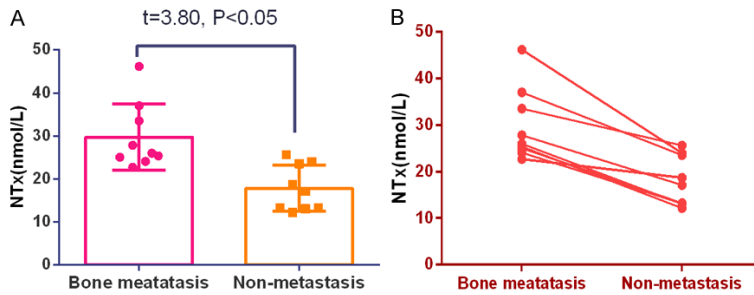 A
t=3.80, P<0.05
NTx(nmol/L)
50
40
30
20
10
0
Bone meatatasis Non-metastasis
B
NTx(nmol/L)
50
40
30
20
10
0
Bone meatatasis Non-metastasis